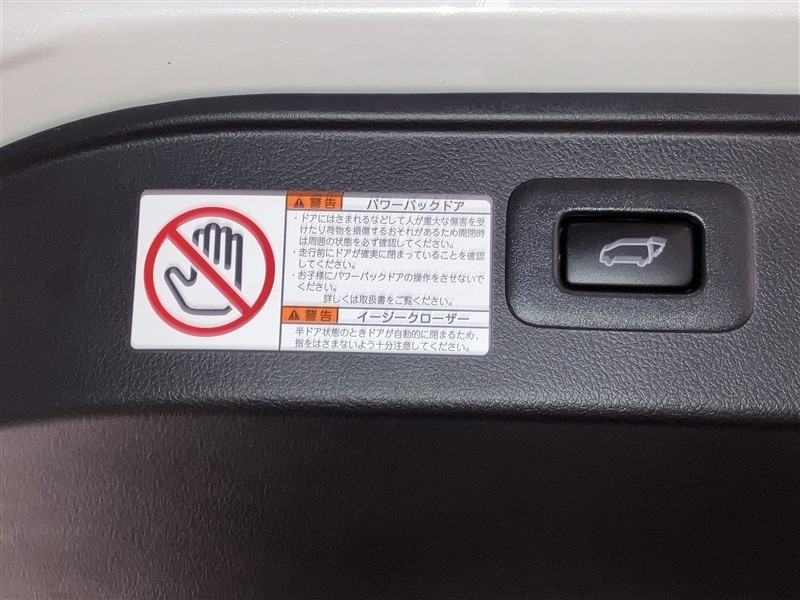 警告 パワーバックドア
・ドアにはさまれるなどして人が重大な傷害を受
けたり荷物を損傷するおそれがあるため開閉時
は周囲の状態を必ず確認してください。
・走行前にドアが確実に閉まっていることを確認
してください。
・お子様にパワーバックドアの操作をさせないで
ください。
詳しくは取扱書をご覧ください。
警告 イージークローザー
半ドア状態のときドアが自動的に閉まるため、
指をはさまないよう十分注意してください。